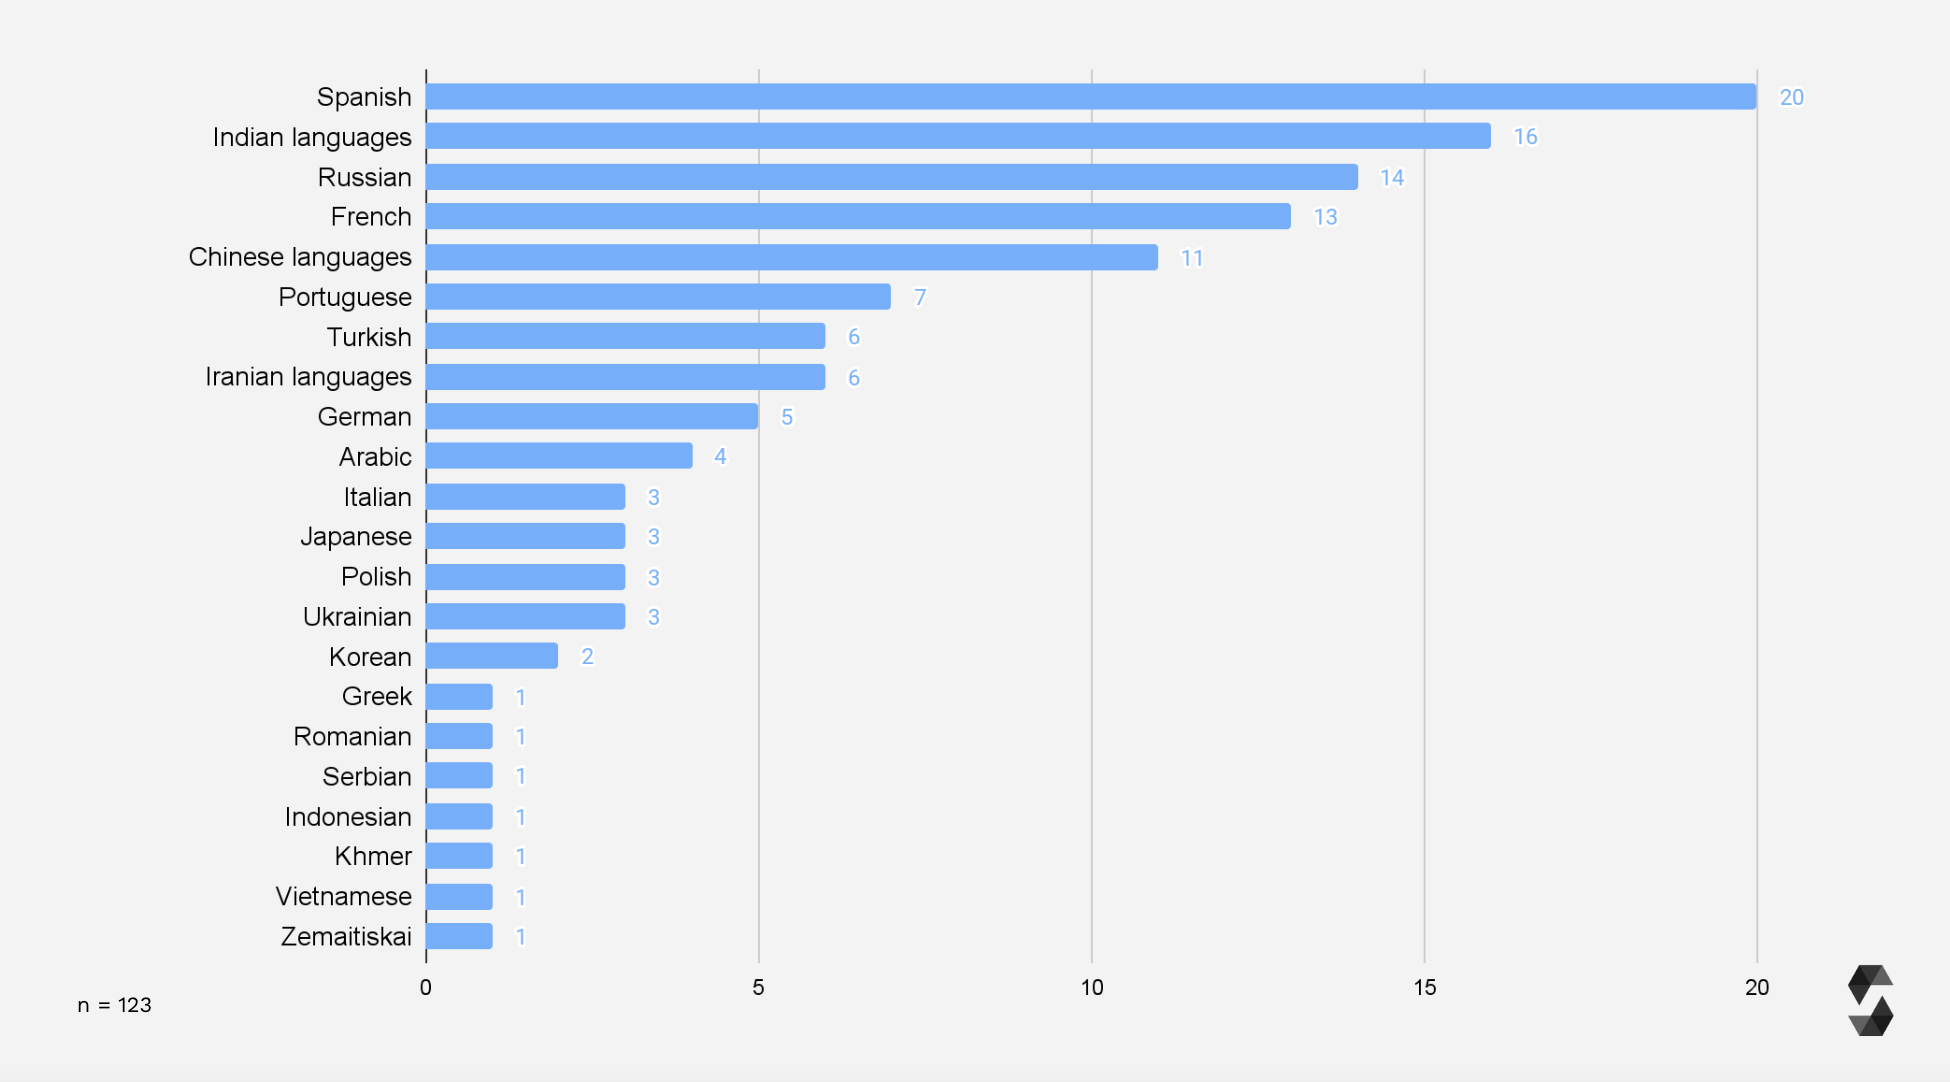 Spanish 20
Indian languages 16
Russian 14
French 13
Chinese languages 11
Portuguese 7
Turkish 6
Iranian languages 6
German 5
Arabic 4
Italian 3
Japanese 3
Polish 3
Ukrainian 3
Korean 2
Greek 1
Romanian 1
Serbian 1
Indonesian 1
Khmer 1
Vietnamese 1
Zemaitiskai 1
0 5 10 15 20
n = 123